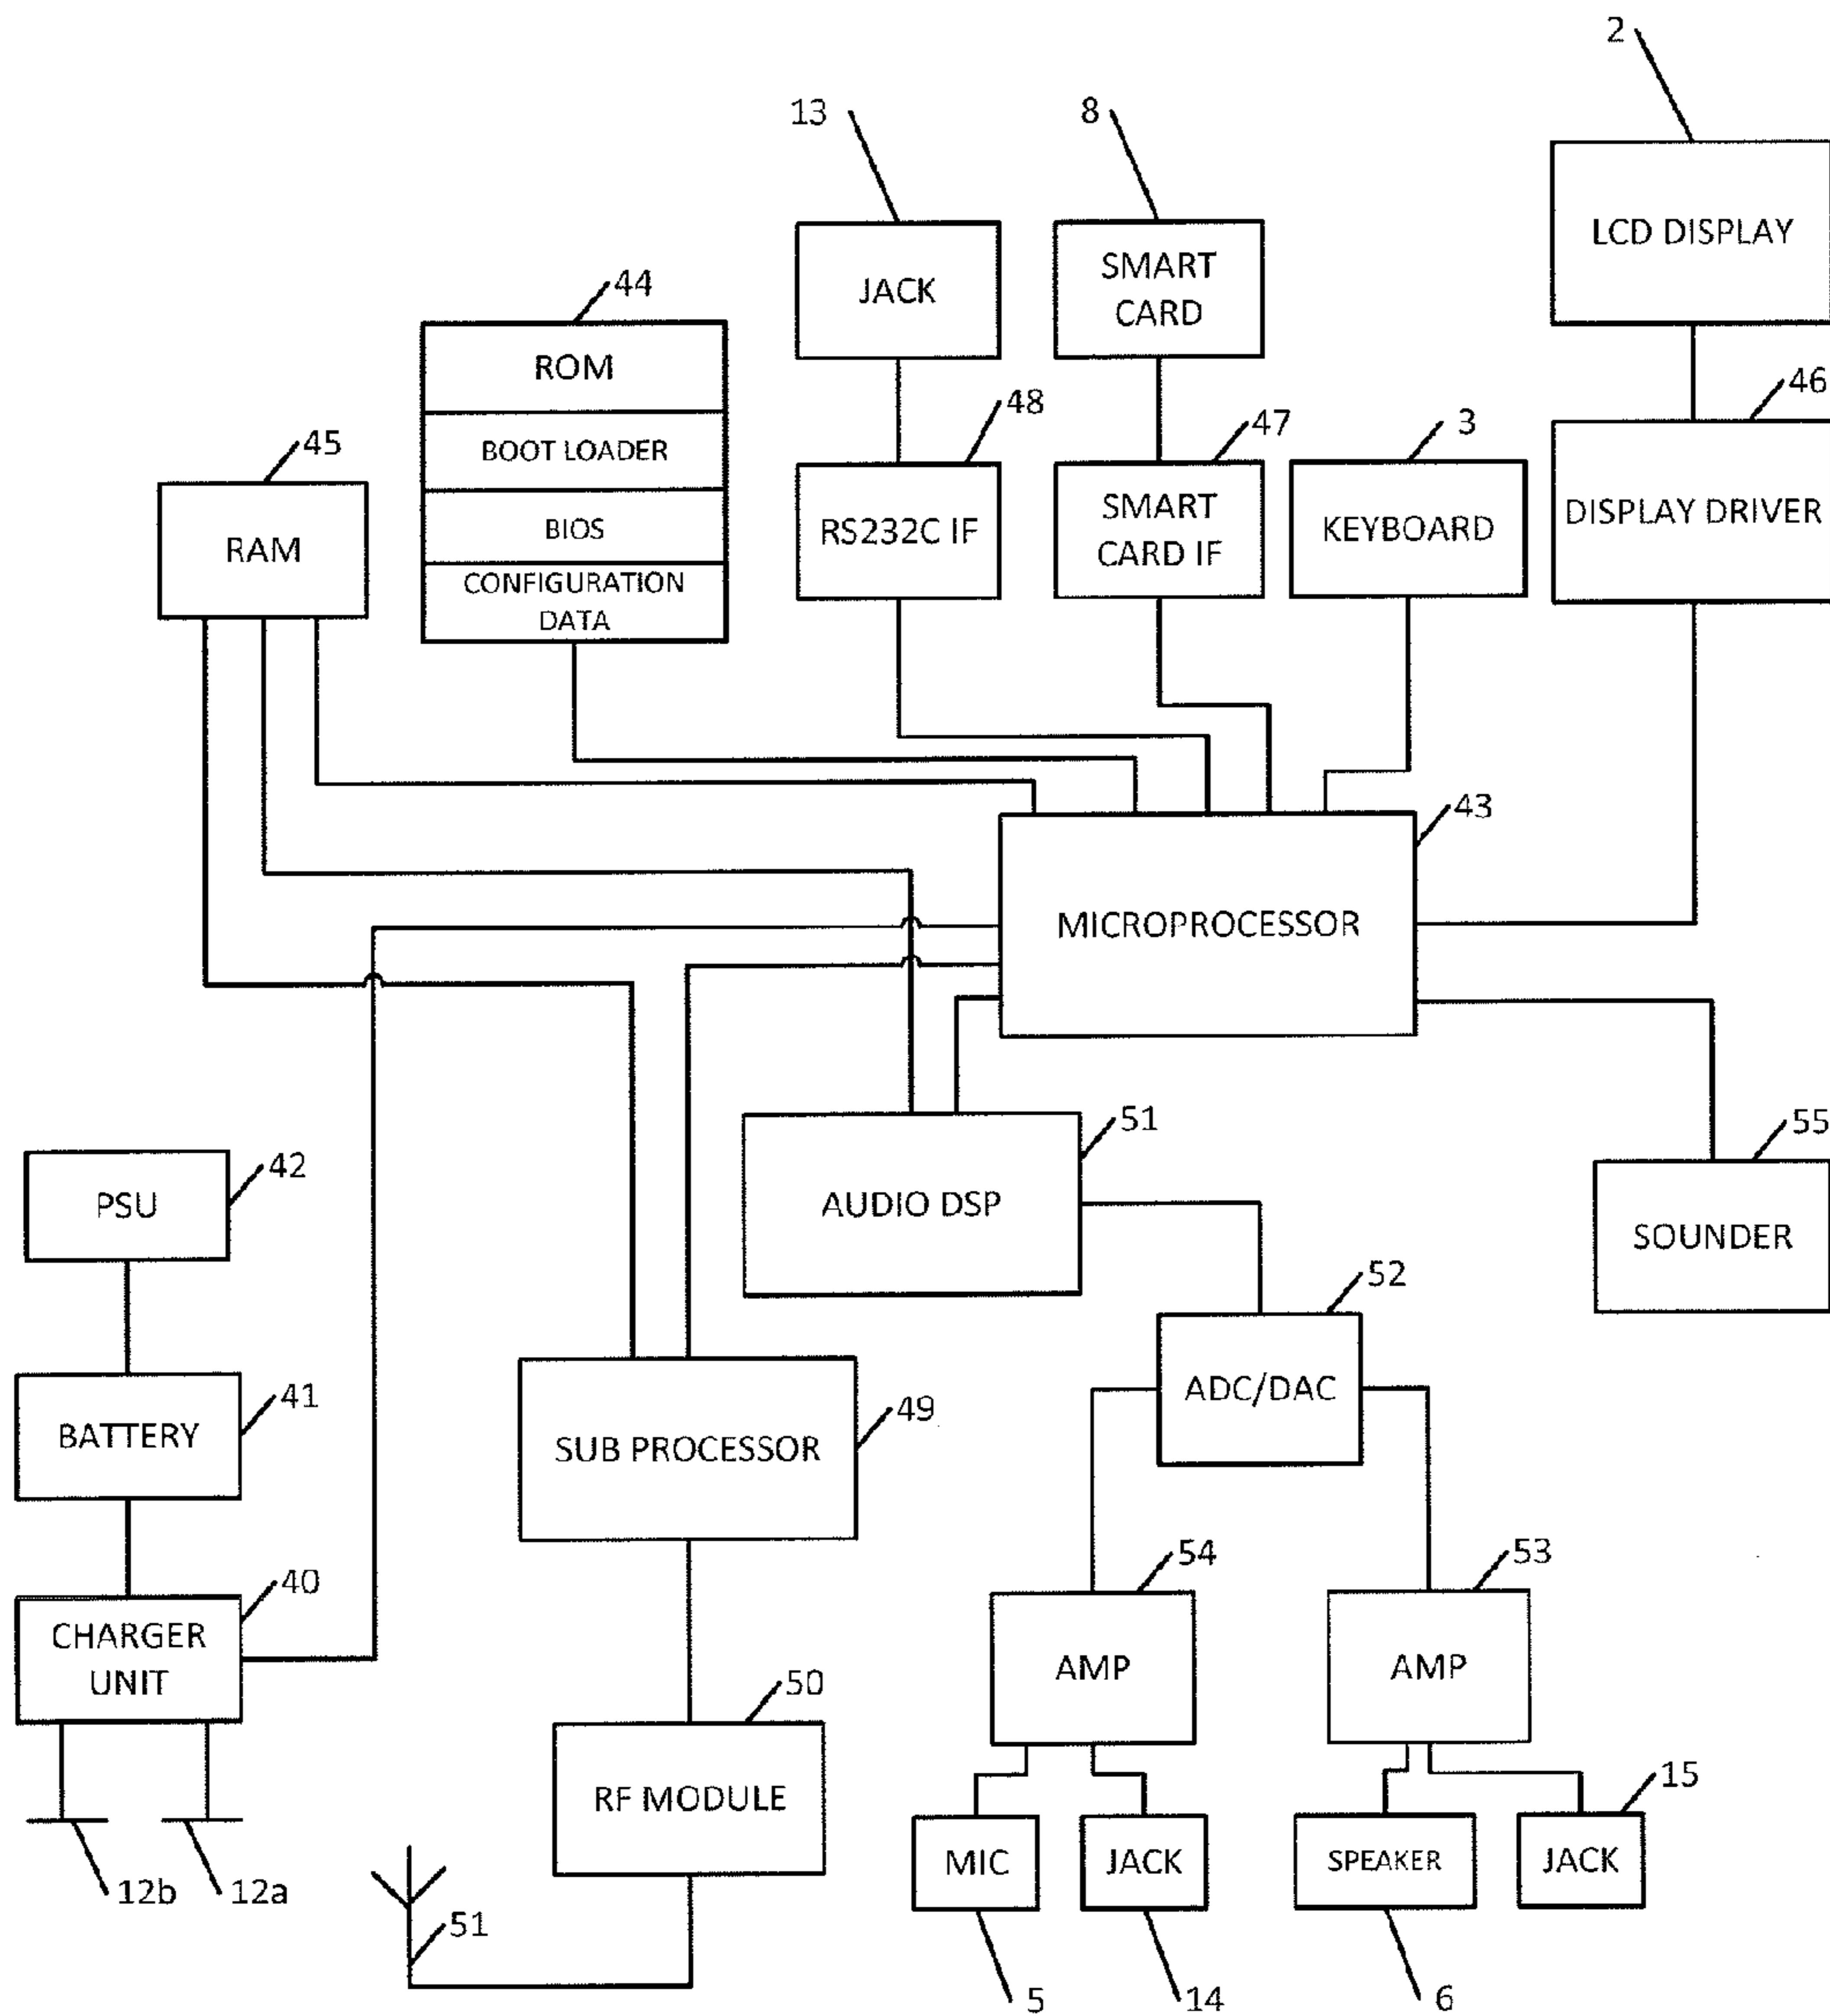 2
13
8
LCD DISPLAY
JACK
SMART
CARD
44
ROM
BOOT LOADER
BIOS
CONFIGURATION
DATA
45
RAM
48
RS232C IF
47
SMART
CARD IF
3
KEYBOARD
46
DISPLAY DRIVER
43
MICROPROCESSOR
51
AUDIO DSP
55
SOUNDER
42
PSU
52
ADC/DAC
41
BATTERY
49
SUB PROCESSOR
40
CHARGER
UNIT
54
AMP
53
AMP
50
RF MODULE
15
MIC
JACK
SPEAKER
JACK
12b
12a
51
5
14
6